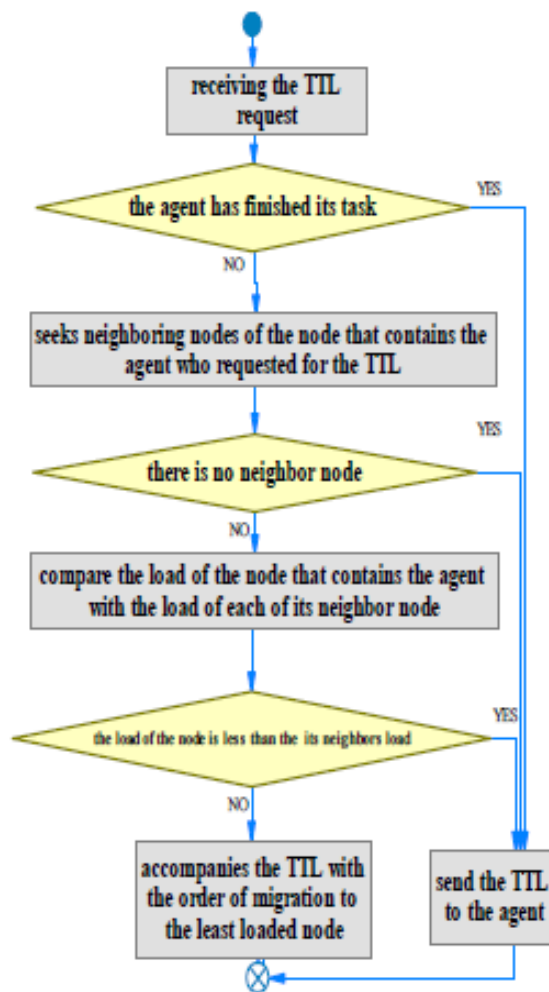 receiving the TTL
request
the agent has finished its task
YES
NO
seeks neighboring nodes of the node that contains the
agent who requested for the TTL
YES
there is no neighbor node
NO
compare the load of the node that contains the agent
with the load of each of its neighbor node
YES
the load of the node is less than the its neighbors load
NO
accompanies the TTL with
the order of migration to
the least loaded node
send the TTL
to the agent